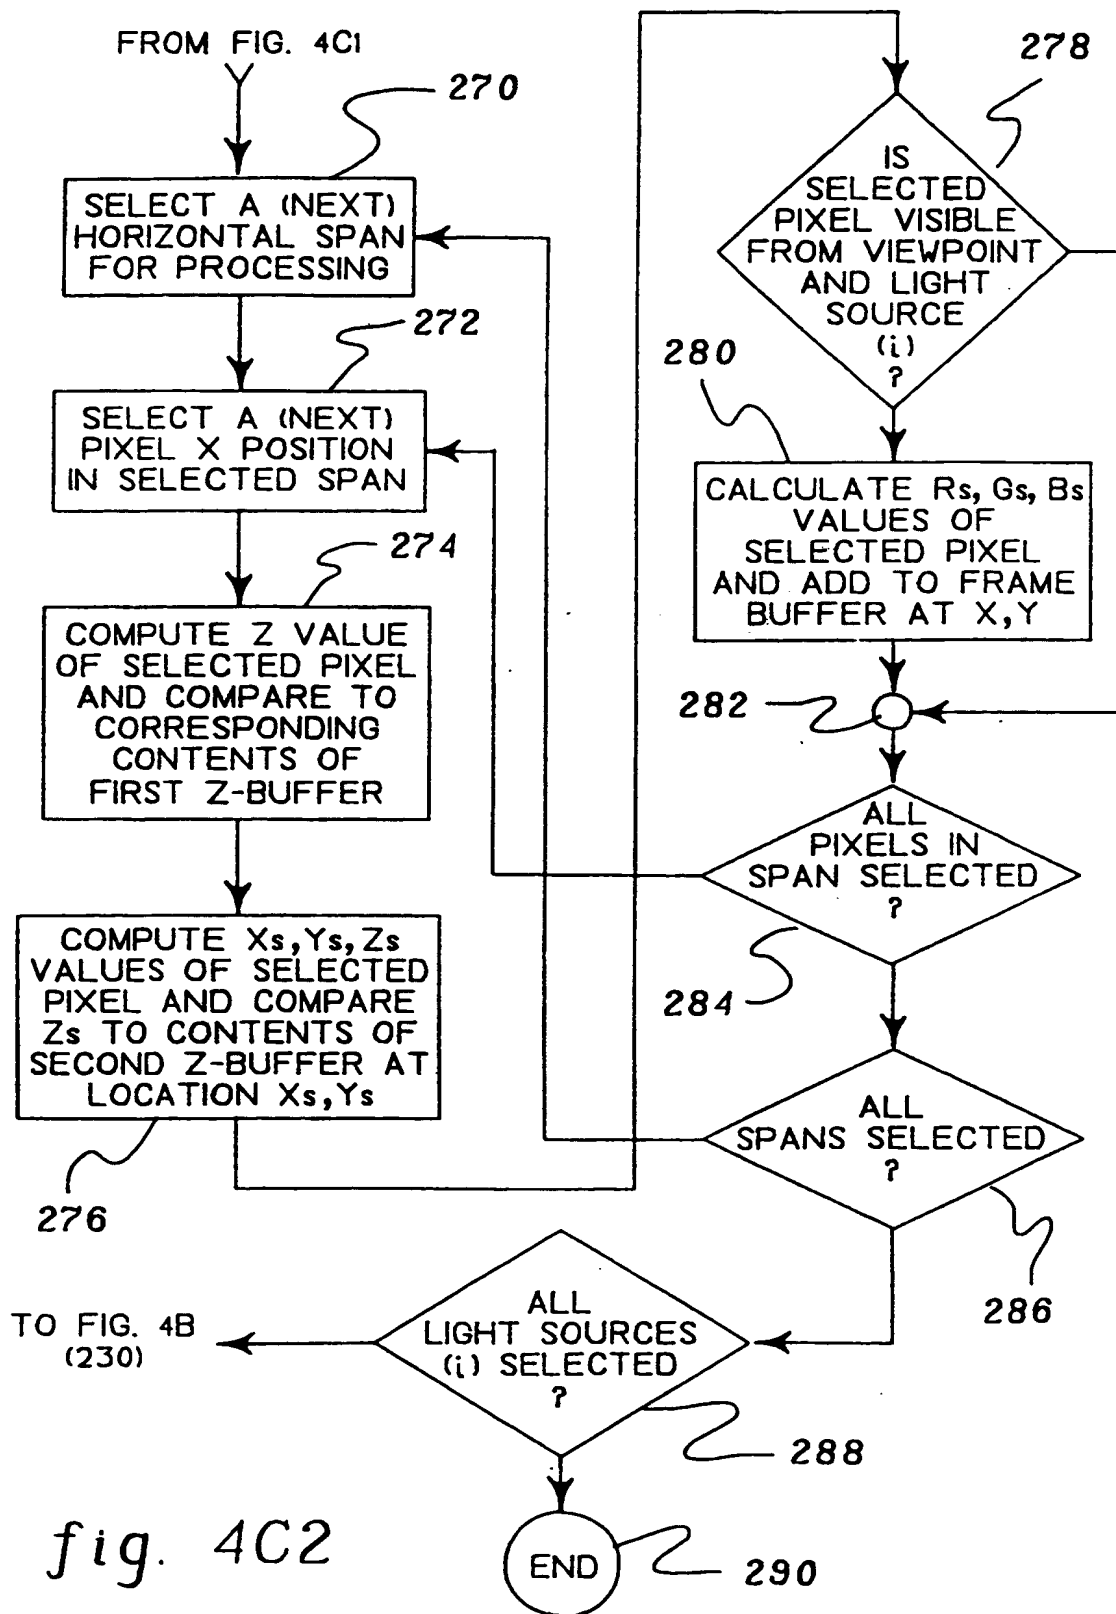 FROM FIG. 4C1
270
SELECT A (NEXT)
HORIZONTAL SPAN
FOR PROCESSING
272
SELECT A (NEXT)
PIXEL X POSITION
IN SELECTED SPAN
274
COMPUTE Z VALUE
OF SELECTED PIXEL
AND COMPARE TO
CORRESPONDING
CONTENTS OF
FIRST Z-BUFFER
COMPUTE Xs,Ys,Zs
VALUES OF SELECTED
PIXEL AND COMPARE
Zs TO CONTENTS OF
SECOND Z-BUFFER AT
LOCATION Xs,Ys
276
278
IS
SELECTED
PIXEL VISIBLE
FROM VIEWPOINT
AND LIGHT
SOURCE
(i)
?
280
CALCULATE Rs, Gs, Bs
VALUES OF
SELECTED PIXEL
AND ADD TO FRAME
BUFFER AT X,Y
282
ALL
PIXELS IN
SPAN SELECTED
?
284
ALL
SPANS SELECTED
?
286
ALL
LIGHT SOURCES
(i) SELECTED
?
288
TO FIG. 4B
(230)
END
290
fig. 4C2